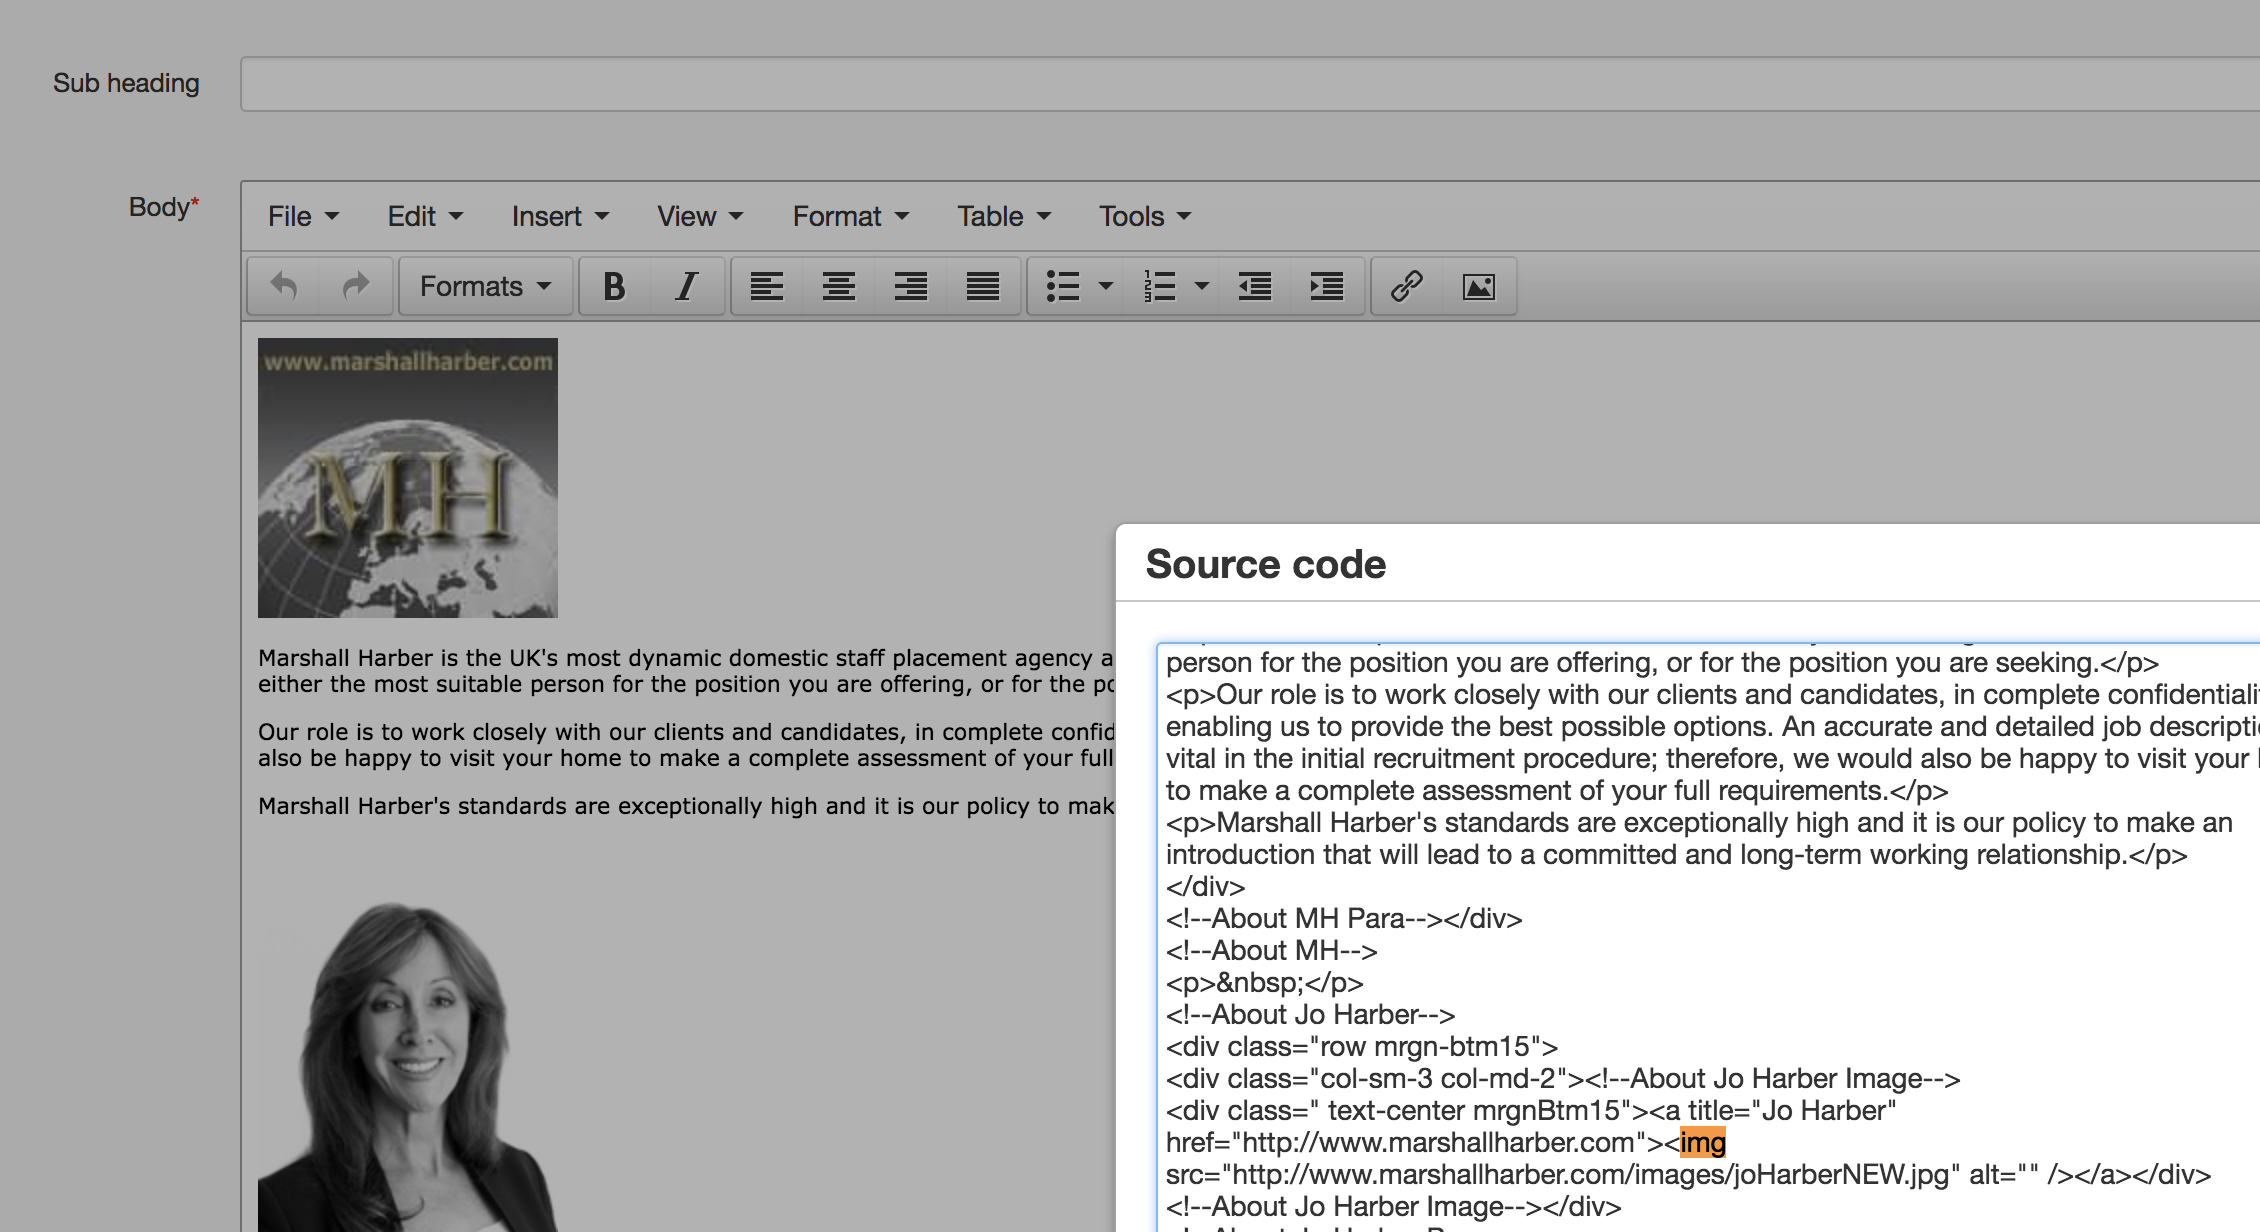 Sub heading
Body*
File Edit Insert View Format Table Tools
Formats B I
www.marshallharber.com
MH
Marshall Harber is the UK's most dynamic domestic staff placement agency a
either the most suitable person for the position you are offering, or for the po
Our role is to work closely with our clients and candidates, in complete confid
also be happy to visit your home to make a complete assessment of your full
Marshall Harber's standards are exceptionally high and it is our policy to mak
Source code
person for the position you are offering, or for the position you are seeking.</p>
<p>Our role is to work closely with our clients and candidates, in complete confidentiali
enabling us to provide the best possible options. An accurate and detailed job descripti
vital in the initial recruitment procedure; therefore, we would also be happy to visit your
to make a complete assessment of your full requirements.</p>
<p>Marshall Harber's standards are exceptionally high and it is our policy to make an
introduction that will lead to a committed and long-term working relationship.</p>
</div>
<!--About MH Para--></div>
<!--About MH-->
<p>&nbsp;</p>
<!--About Jo Harber-->
<div class="row mrgn-btm15">
<div class="col-sm-3 col-md-2"><!--About Jo Harber Image-->
<div class=" text-center mrgnBtm15"><a title="Jo Harber"
href="http://www.marshallharber.com"><img
src="http://www.marshallharber.com/images/joHarberNEW.jpg" alt="" /></a></div>
<!--About Jo Harber Image--></div>